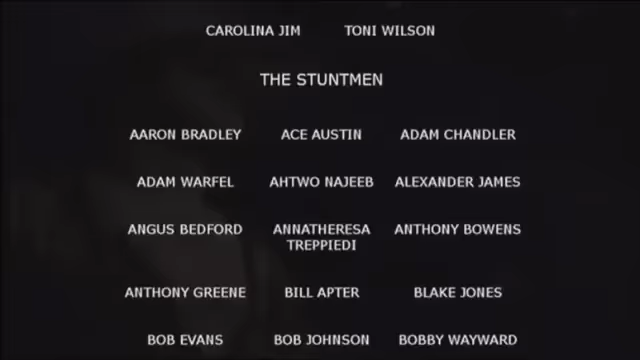 CAROLINA JIM TONI WILSON
THE STUNTMEN
AARON BRADLEY ACE AUSTIN ADAM CHANDLER
ADAM WARFEL AHTWO NAJEEB ALEXANDER JAMES
ANGUS BEDFORD ANNATHERESA TREPPIEDI ANTHONY BOWENS
ANTHONY GREENE BILL APTER BLAKE JONES
BOB EVANS BOB JOHNSON BOBBY WAYWARD